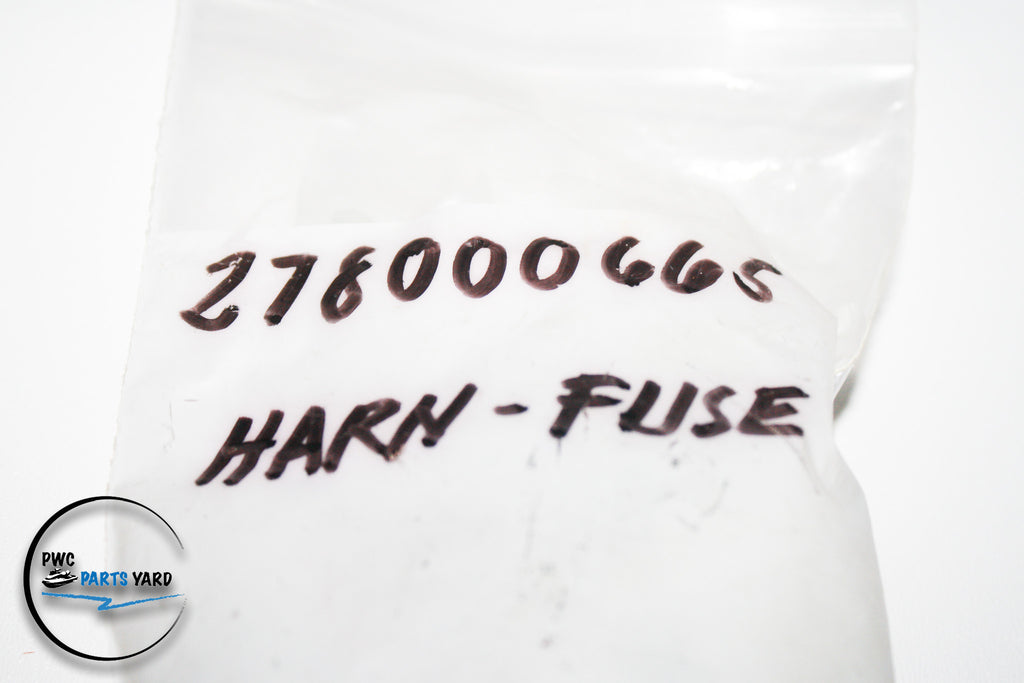 278000665
HARN - FUSE
PWC
PARTS YARD